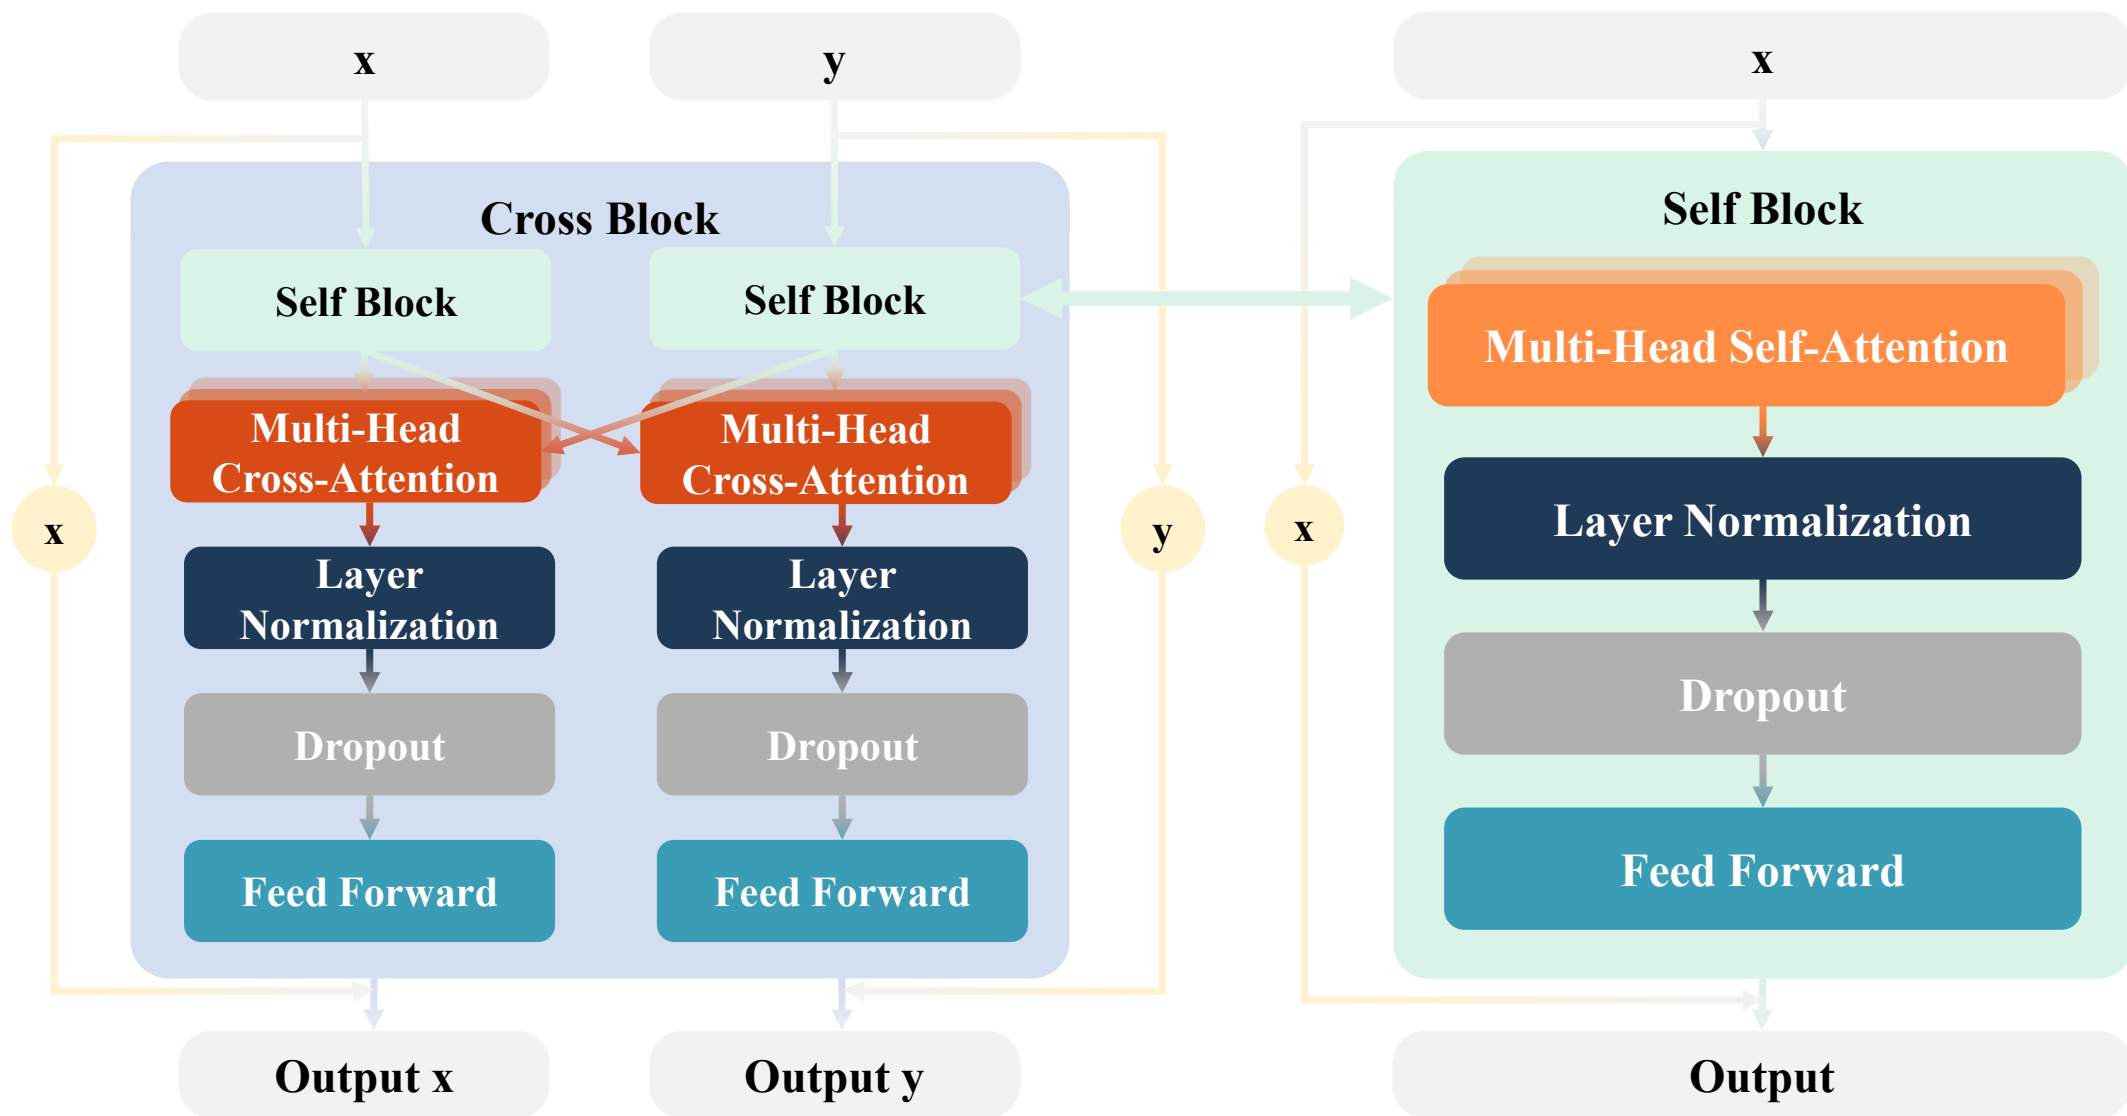 x
y
x
Cross Block
Self Block
Self Block
Self Block
Multi-Head
Cross-Attention
Multi-Head
Cross-Attention
Multi-Head Self-Attention
x
y
x
Layer
Normalization
Layer
Normalization
Layer Normalization
Dropout
Dropout
Dropout
Feed Forward
Feed Forward
Feed Forward
Output x
Output y
Output